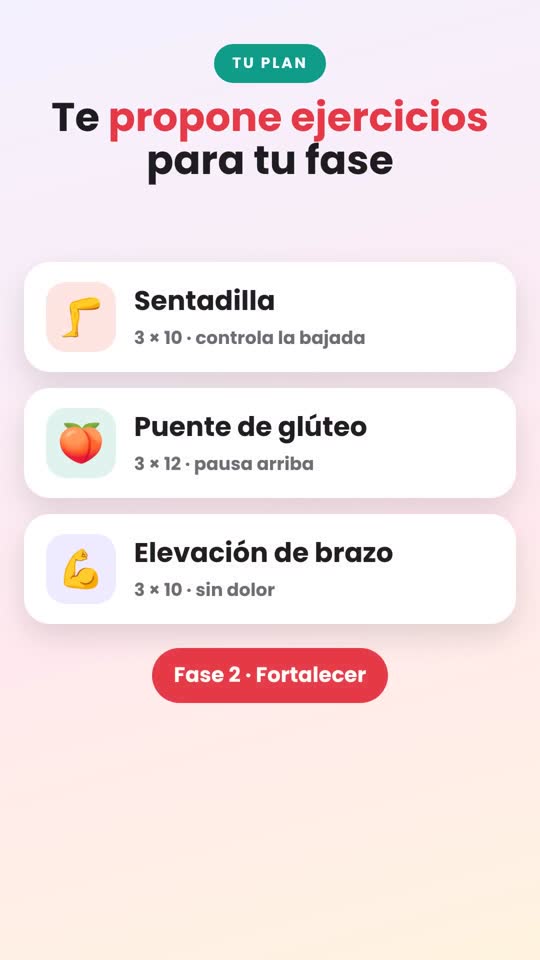 TU PLAN
Te propone ejercicios
para tu fase
Sentadilla
3 × 10 · controla la bajada
Puente de glúteo
3 × 12 · pausa arriba
Elevación de brazo
3 × 10 · sin dolor
Fase 2 · Fortalecer